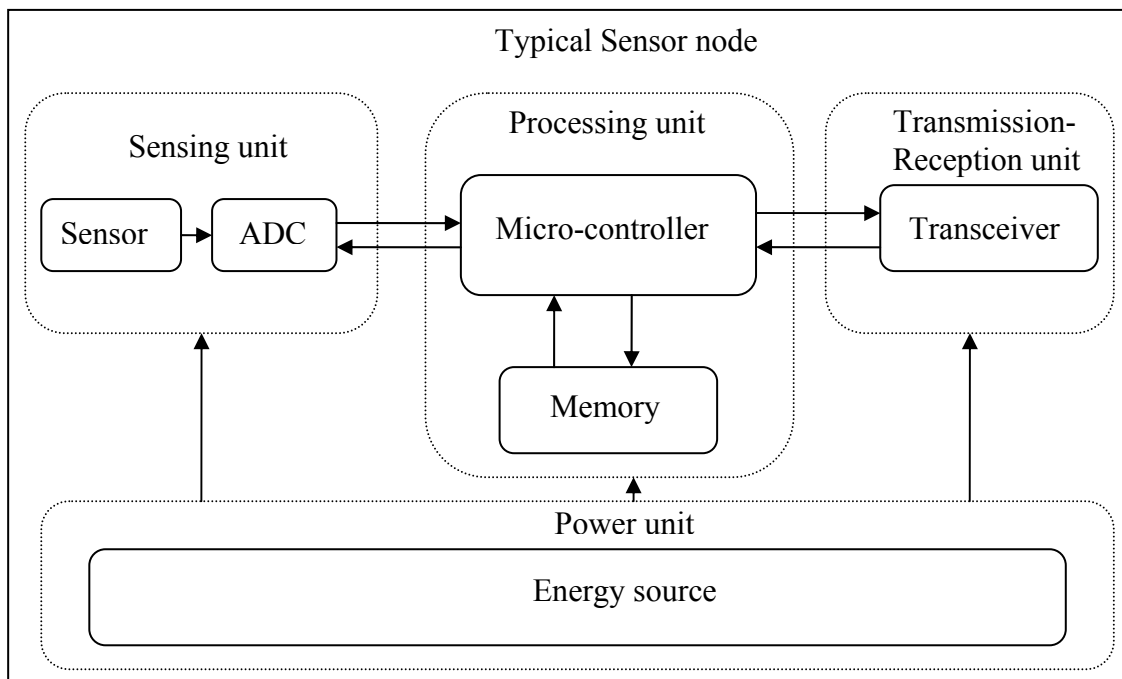 Typical Sensor node
Sensing unit
Sensor
ADC
Processing unit
Micro-controller
Memory
Transmission-
Reception unit
Transceiver
Power unit
Energy source